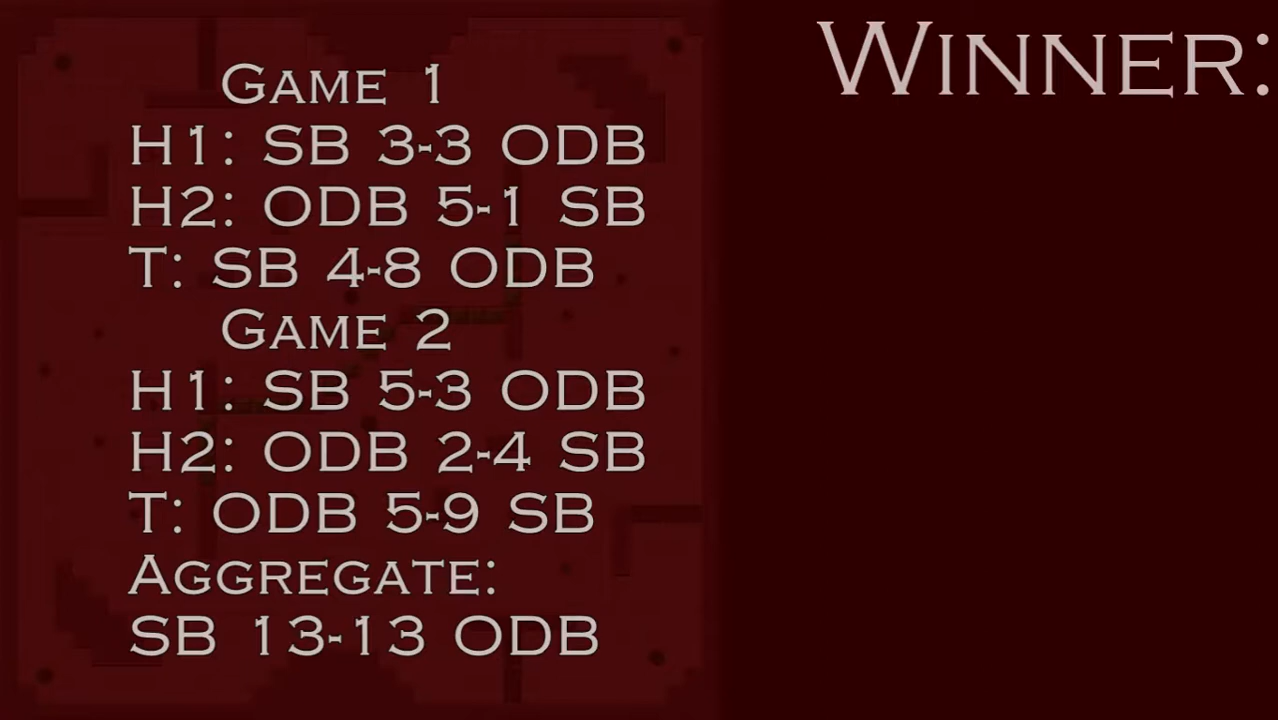 Game 1
H1: SB 3-3 ODB
H2: ODB 5-1 SB
T: SB 4-8 ODB
Game 2
H1: SB 5-3 ODB
H2: ODB 2-4 SB
T: ODB 5-9 SB
Aggregate:
SB 13-13 ODB
Winner: